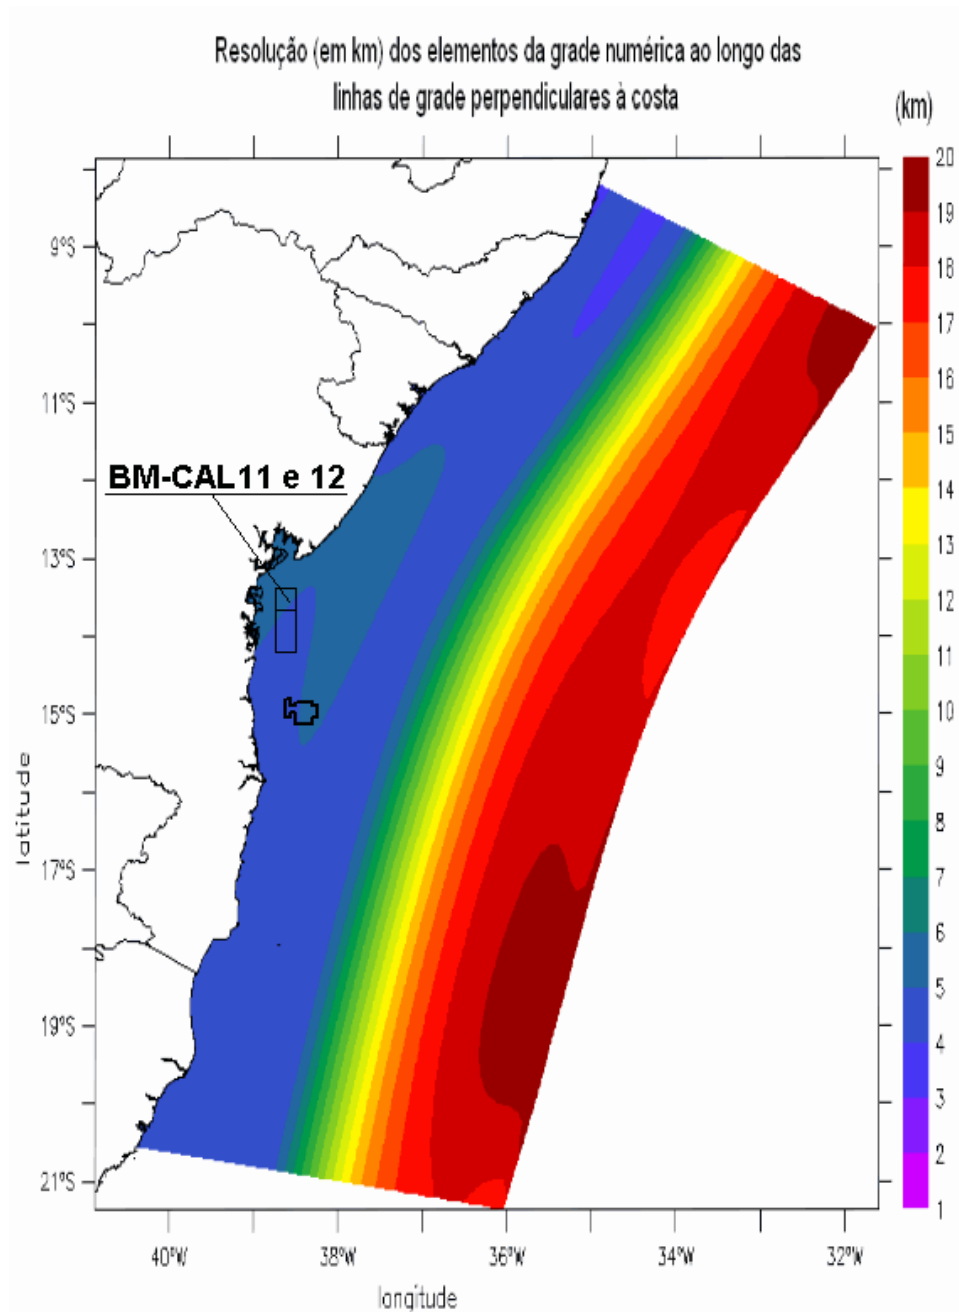 Resolução (em km) dos elementos da grade numérica ao longo das
linhas de grade perpendiculares à costa
(km)
20
19
18
17
16
15
14
13
12
11
10
9
8
7
6
5
4
3
2
1
9°S
11°S
13°S
15°S
17°S
19°S
21°S
BM-CAL11 e 12
latitude
40°W
38°W
36°W
34°W
32°W
longitude